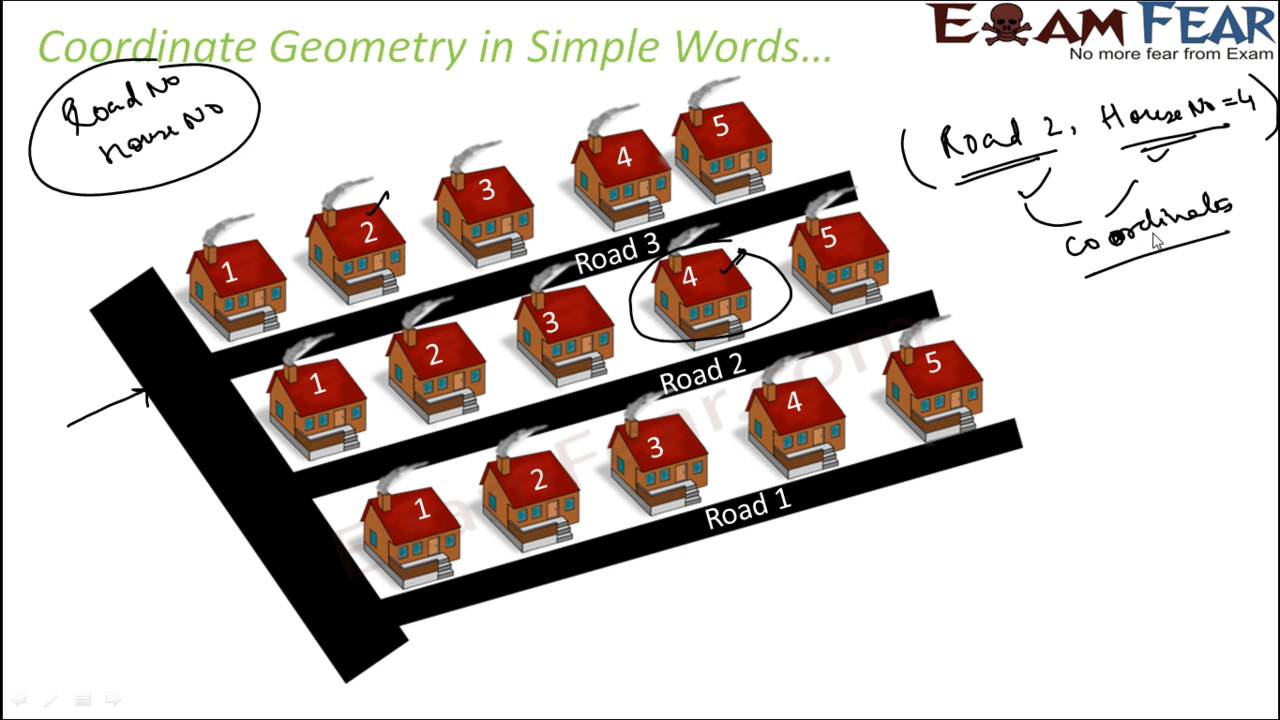 Coordinate Geometry in Simple Words...
EXAM FEAR
No more fear from Exam
Road No
House No
(Road 2, House No = 4)
Coordinates
1 2 3 4 5
Road 3
1 2 3 4 5
Road 2
1 2 3 4 5
Road 1